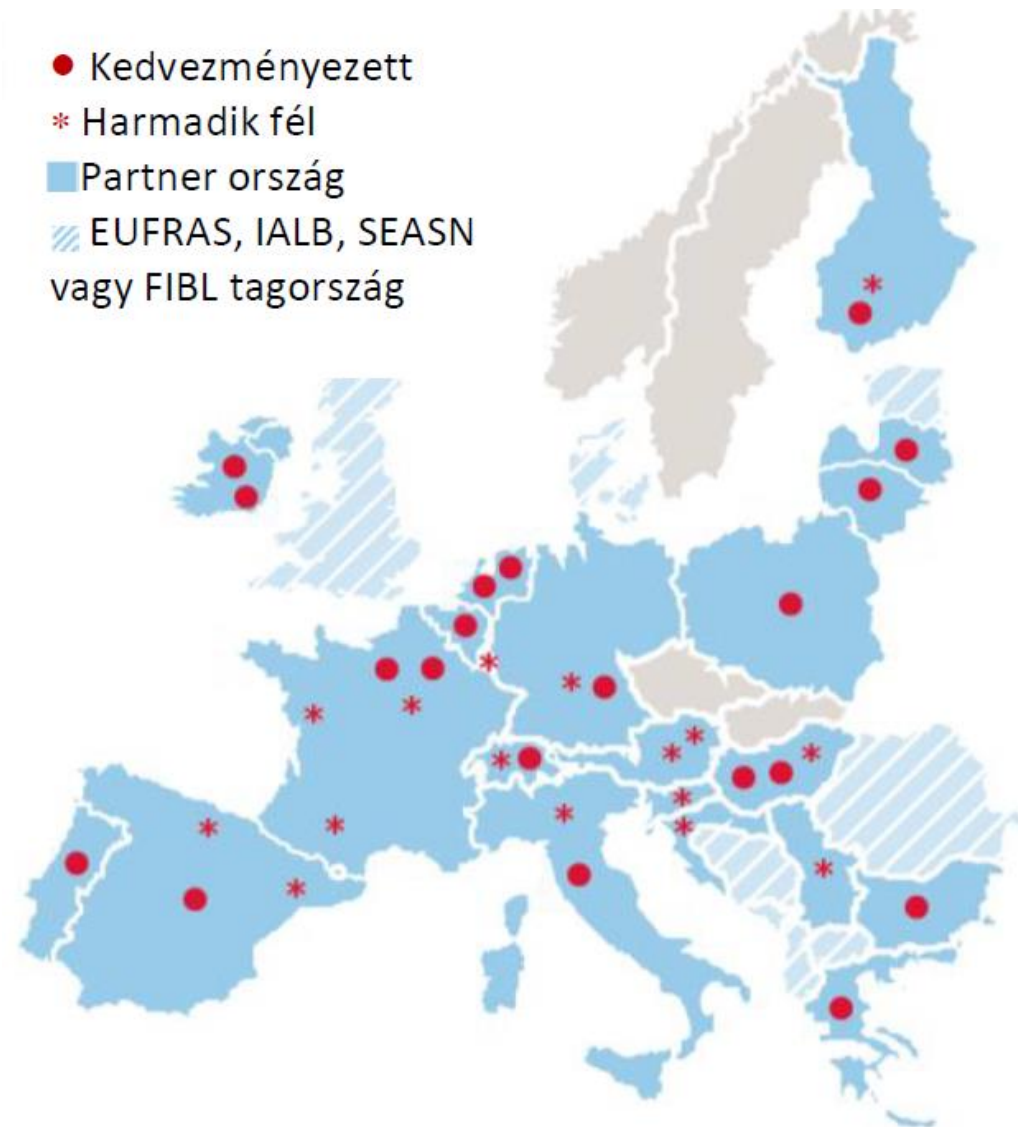 Kedvezményezett
* Harmadik fél
Partner ország
EUFRAS, IALB, SEASN
vagy FIBL tagország